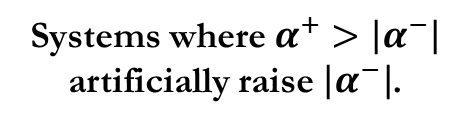 Systems where α⁺ > |α⁻|
artificially raise |α⁻|.